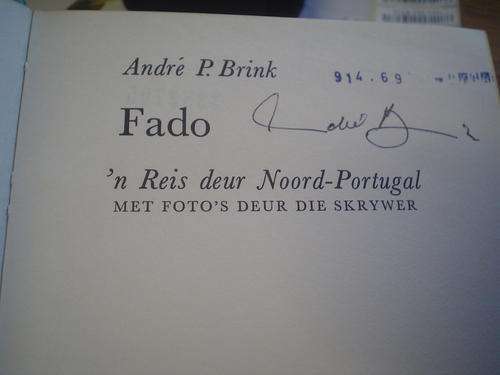 André P. Brink
914.69
Fado
'n Reis deur Noord-Portugal
MET FOTO'S DEUR DIE SKRYWER